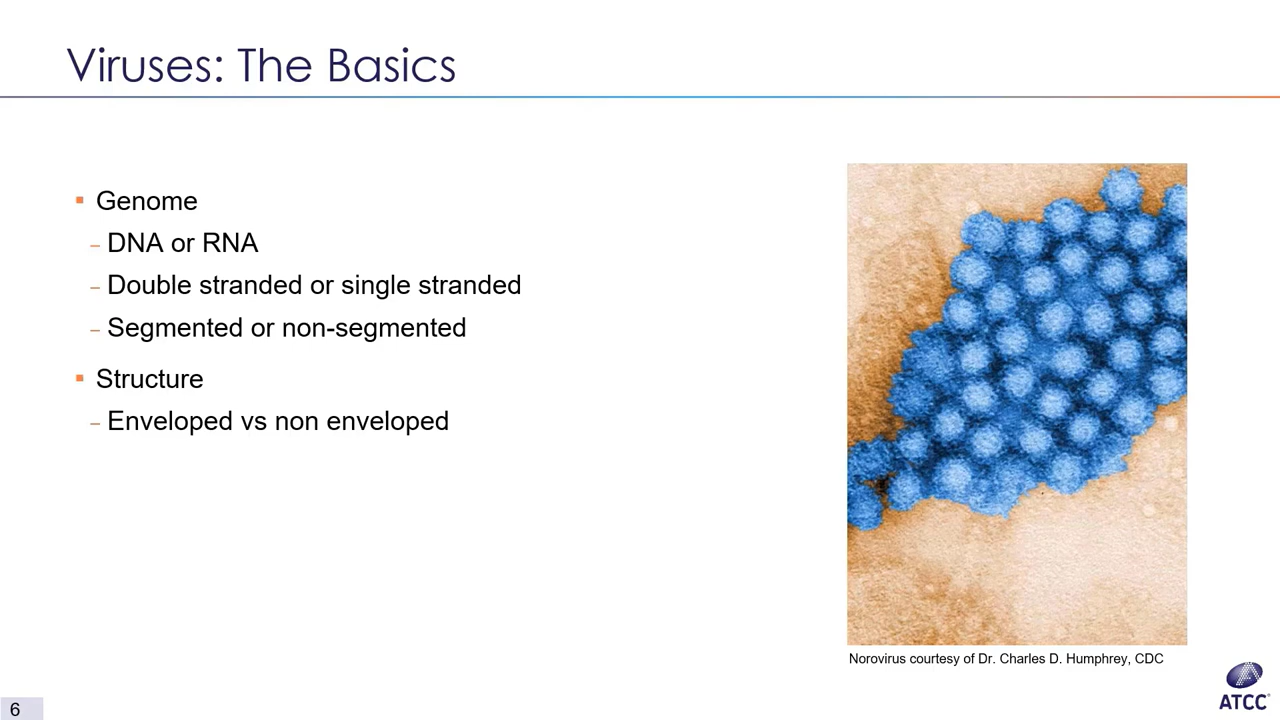 Viruses: The Basics
▪ Genome
– DNA or RNA
– Double stranded or single stranded
– Segmented or non-segmented
▪ Structure
– Enveloped vs non enveloped
Norovirus courtesy of Dr. Charles D. Humphrey, CDC
ATCC®
6